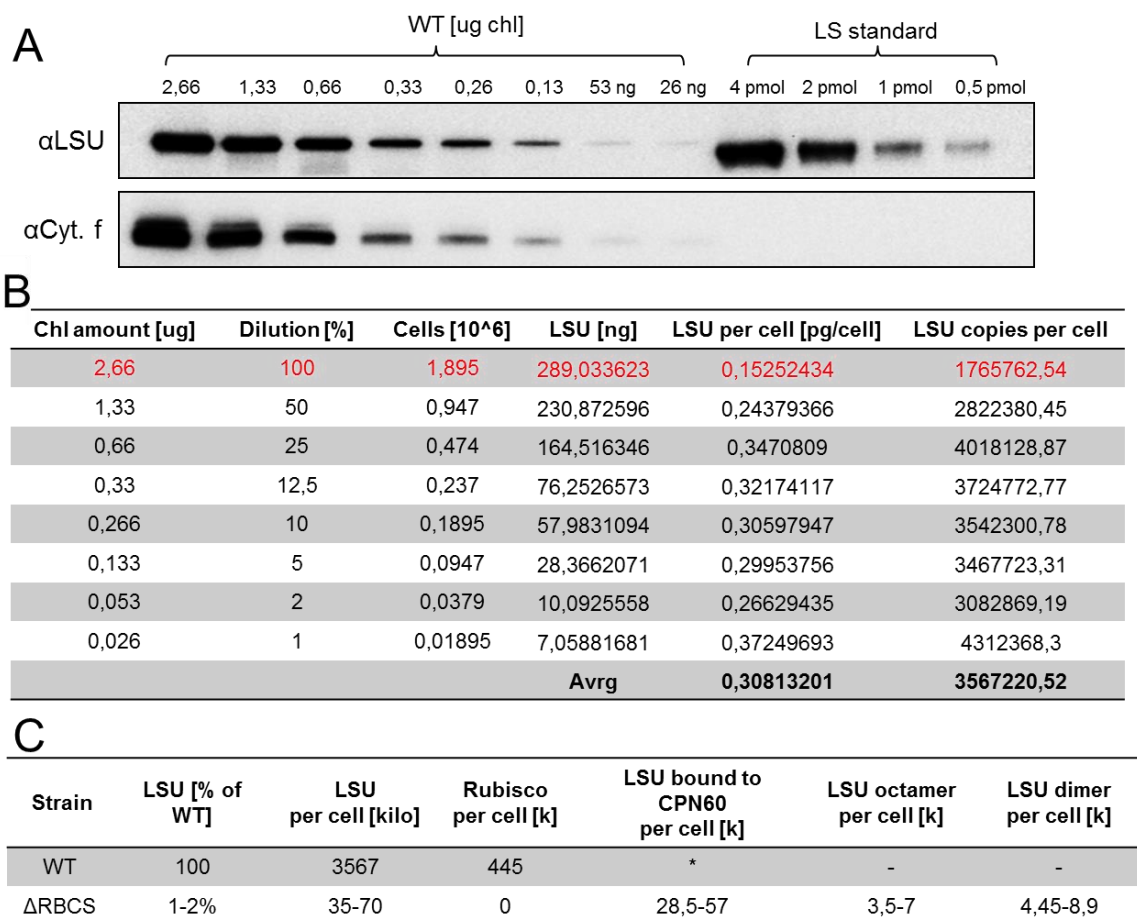 A
WT [ug chl] LS standard
2,66 1,33 0,66 0,33 0,26 0,13 53 ng 26 ng 4 pmol 2 pmol 1 pmol 0,5 pmol
αLSU
αCyt. f
B
Chl amount [ug] Dilution [%] Cells [10^6] LSU [ng] LSU per cell [pg/cell] LSU copies per cell
2,66 100 1,895 289,033623 0,15252434 1765762,54
1,33 50 0,947 230,872596 0,24379366 2822380,45
0,66 25 0,474 164,516346 0,3470809 4018128,87
0,33 12,5 0,237 76,2526573 0,32174117 3724772,77
0,266 10 0,1895 57,9831094 0,30597947 3542300,78
0,133 5 0,0947 28,3662071 0,29953756 3467723,31
0,053 2 0,0379 10,0925558 0,26629435 3082869,19
0,026 1 0,01895 7,05881681 0,37249693 4312368,3
Avrg 0,30813201 3567220,52
C
Strain LSU [% of WT] LSU per cell [kilo] Rubisco per cell [k] LSU bound to CPN60 per cell [k] LSU octamer per cell [k] LSU dimer per cell [k]
WT 100 3567 445 * - -
ΔRBCS 1-2% 35-70 0 28,5-57 3,5-7 4,45-8,9